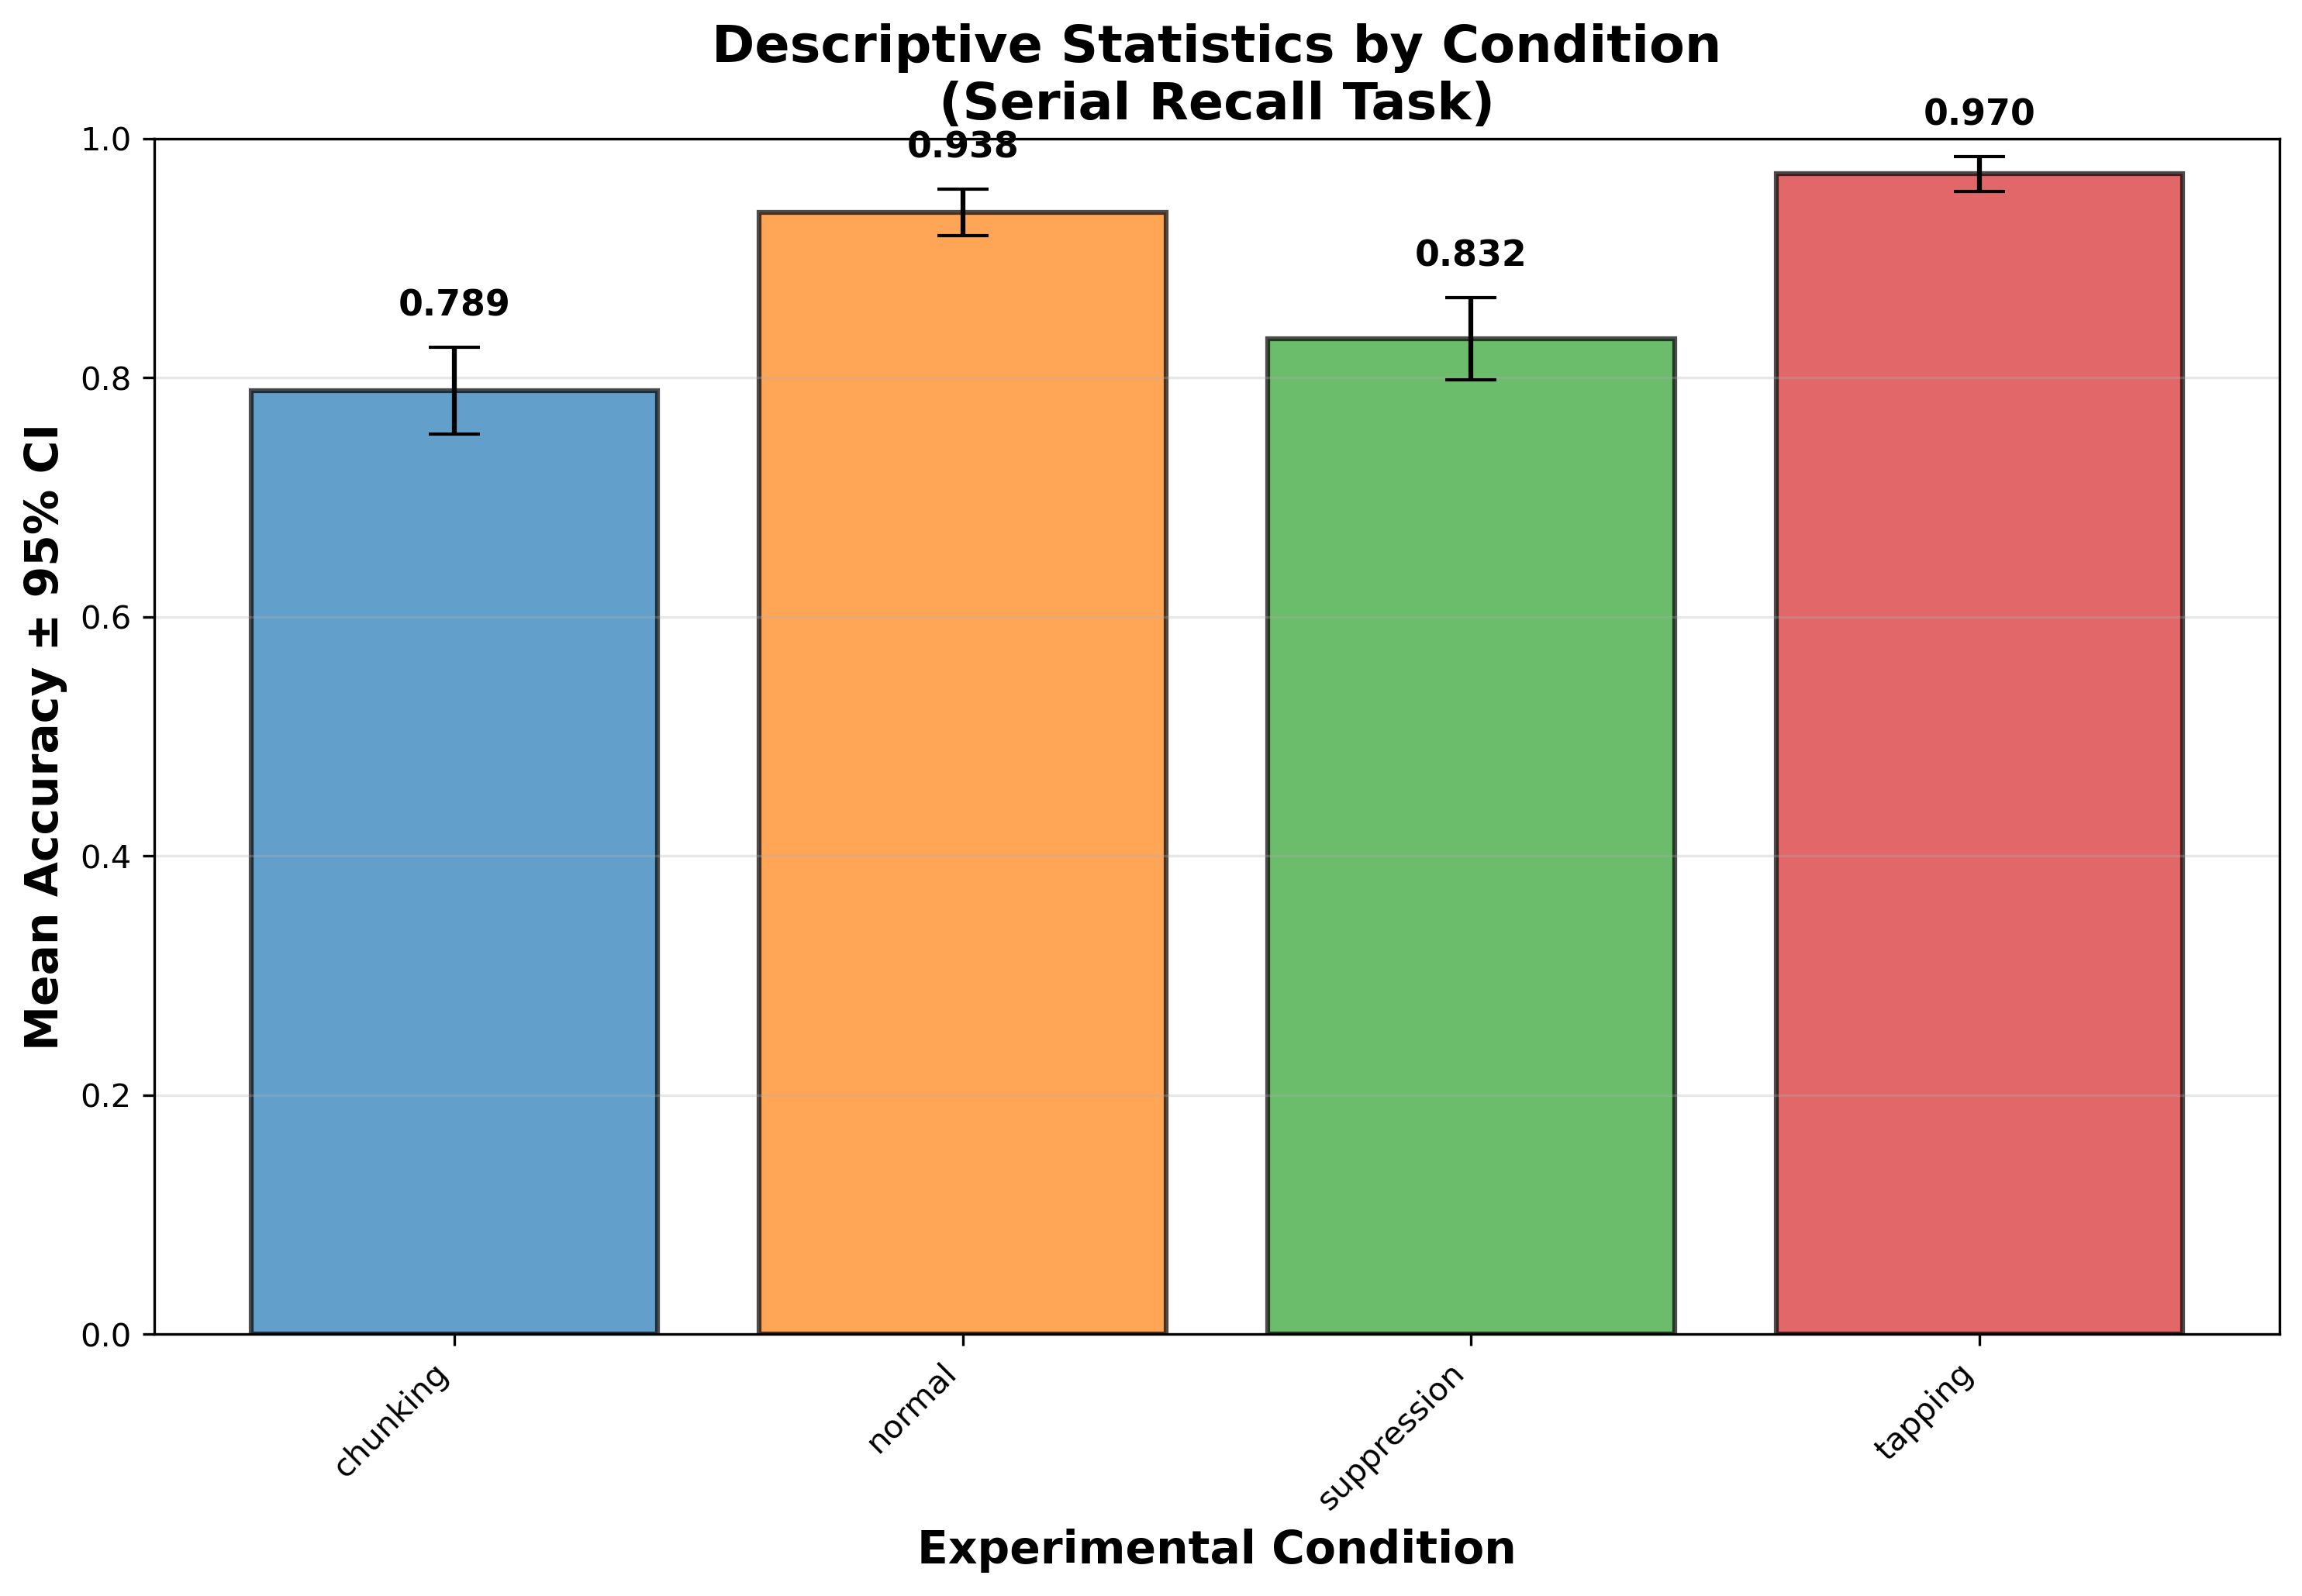 Descriptive Statistics by Condition
(Serial Recall Task)
0.789
0.938
0.832
0.970
Mean Accuracy ± 95% CI
1.0
0.8
0.6
0.4
0.2
0.0
chunking
normal
suppression
tapping
Experimental Condition